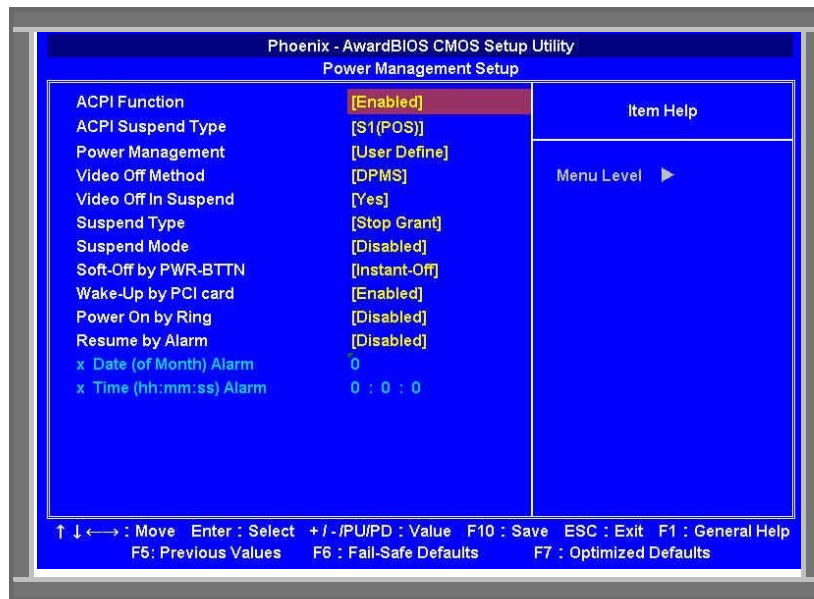 Phoenix - AwardBIOS CMOS Setup Utility
Power Management Setup
ACPI Function [Enabled]
ACPI Suspend Type [S1(POS)]
Power Management [User Define]
Video Off Method [DPMS]
Video Off In Suspend [Yes]
Suspend Type [Stop Grant]
Suspend Mode [Disabled]
Soft-Off by PWR-BTTN [Instant-Off]
Wake-Up by PCI card [Enabled]
Power On by Ring [Disabled]
Resume by Alarm [Disabled]
x Date (of Month) Alarm 0
x Time (hh:mm:ss) Alarm 0 : 0 : 0
Item Help
Menu Level ▶
↑↓←→ : Move Enter : Select + / - /PU/PD : Value F10 : Save ESC : Exit F1 : General Help
F5: Previous Values F6 : Fail-Safe Defaults F7 : Optimized Defaults